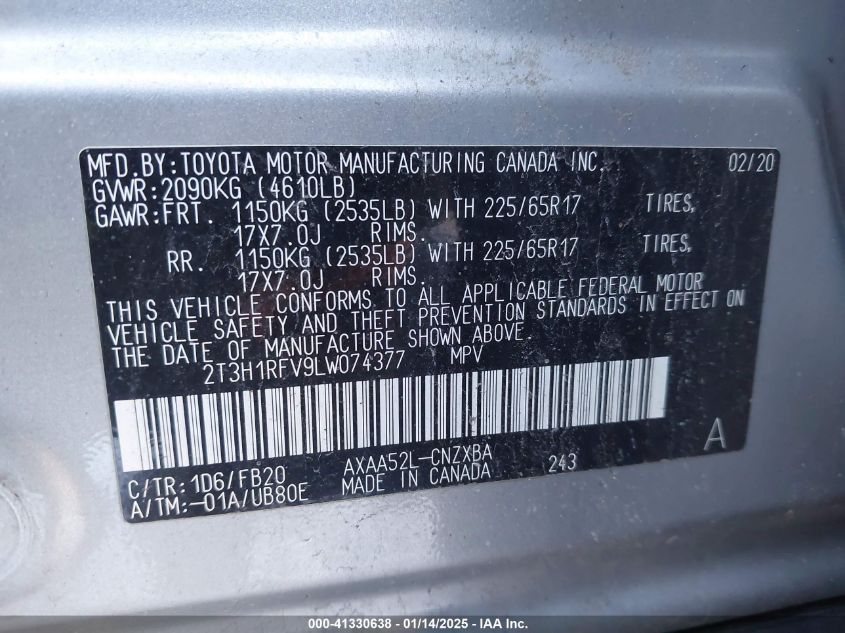 MFD.BY:TOYOTA MOTOR MANUFACTURING CANADA INC. 02/20
GVWR:2090KG (4610LB)
GAWR:FRT. 1150KG (2535LB) WITH 225/65R17 TIRES,
17X7.0J RIMS.
RR. 1150KG (2535LB) WITH 225/65R17 TIRES,
17X7.0J RIMS.
THIS VEHICLE CONFORMS TO ALL APPLICABLE FEDERAL MOTOR
VEHICLE SAFETY AND THEFT PREVENTION STANDARDS IN EFFECT ON
THE DATE OF MANUFACTURE SHOWN ABOVE.
2T3H1RFV9LW074377 MPV
A
C/TR:1D6/FB20 AXAA52L-CNZXBA 243
A/TM:-01A/UB80E MADE IN CANADA
000-41330638 - 01/14/2025 - IAAI.COM